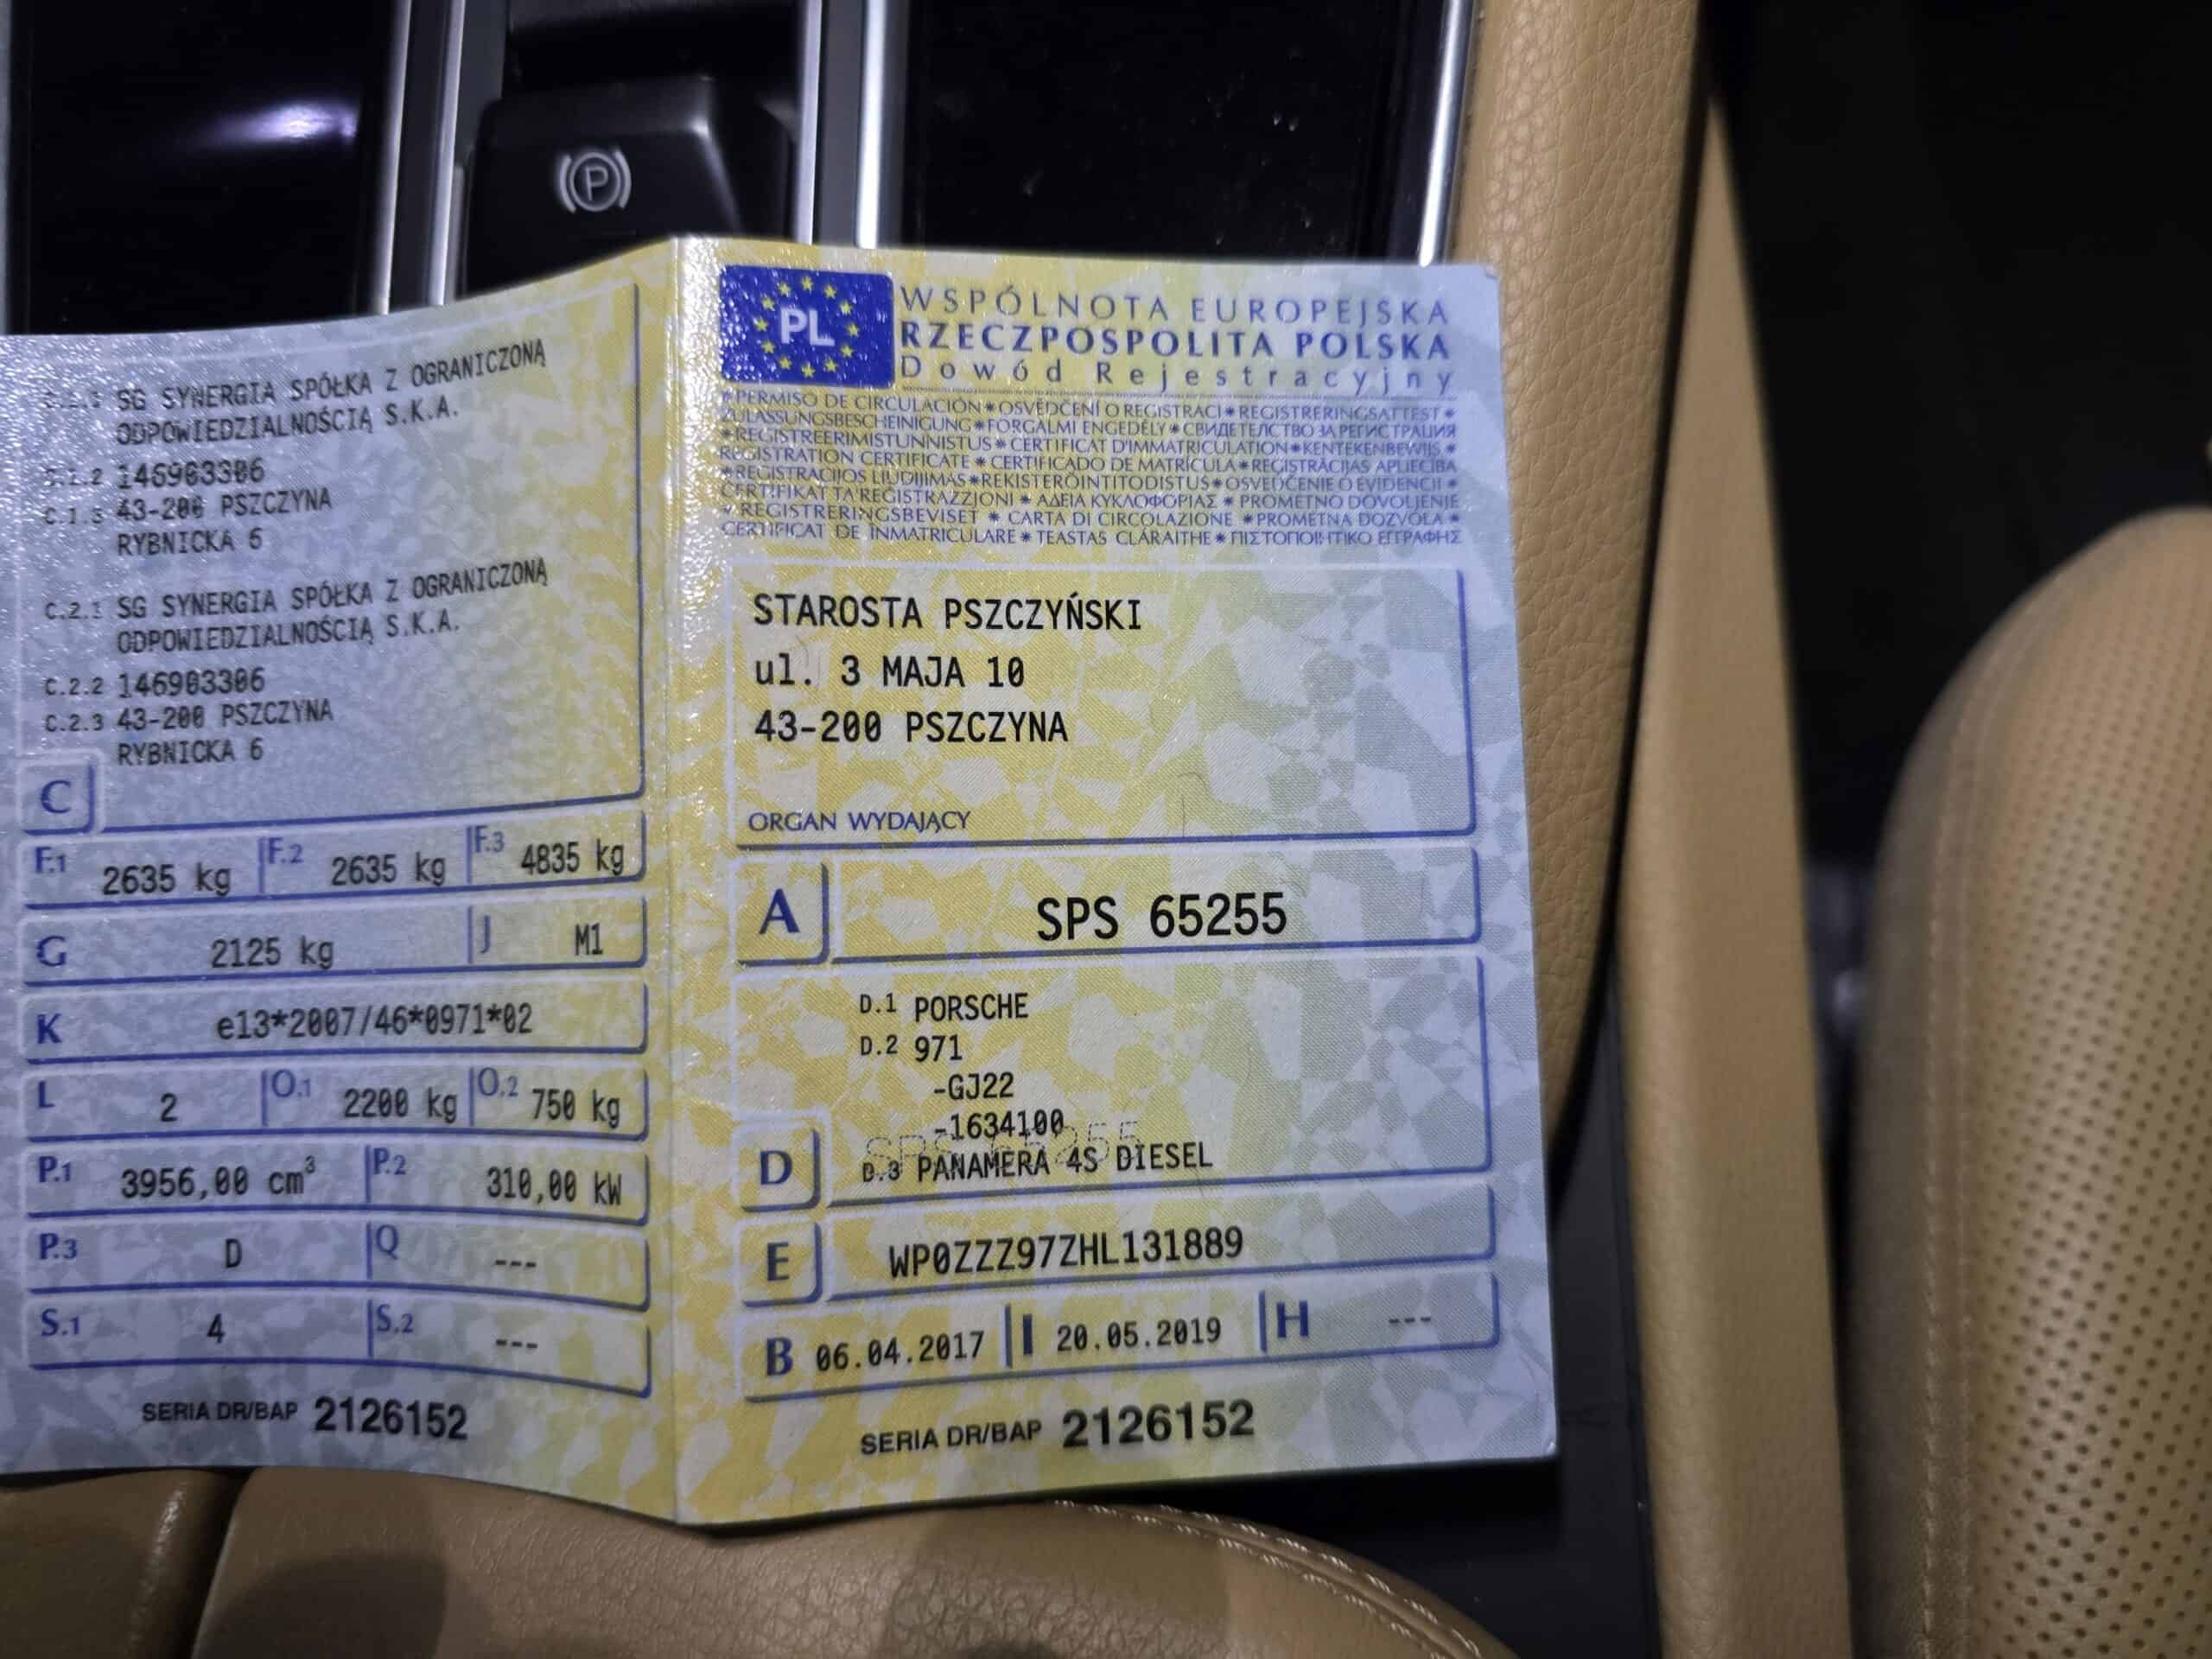 C.1.1 SG SYNERGIA SPÓŁKA Z OGRANICZONĄ
ODPOWIEDZIALNOŚCIĄ S.K.A.
C.1.2 146903306
C.1.3 43-200 PSZCZYNA
RYBNICKA 6
C.2.1 SG SYNERGIA SPÓŁKA Z OGRANICZONĄ
ODPOWIEDZIALNOŚCIĄ S.K.A.
C.2.2 146903306
C.2.3 43-200 PSZCZYNA
RYBNICKA 6
C
F.1 2635 kg F.2 2635 kg F.3 4835 kg
G 2125 kg J M1
K e13*2007/46*0971*02
L 2 O.1 2200 kg O.2 750 kg
P.1 3956,00 cm³ P.2 310,00 kW
P.3 D Q ---
S.1 4 S.2 ---
SERIA DR/BAP 2126152
P
PL
WSPÓLNOTA EUROPEJSKA
RZECZPOSPOLITA POLSKA
Dowód Rejestracyjny
*PERMISO DE CIRCULACIÓN*OSVĚDČENÍ O REGISTRACI*REGISTRERINGSATTEST*
ZULASSUNGSBESCHEINIGUNG*FORGALMI ENGEDÉLY*СВИДЕТЕЛСТВО ЗА РЕГИСТРАЦИЯ
*REGISTREERIMISTUNNISTUS*CERTIFICAT D'IMMATRICULATION*KENTEKENBEWIJS*
REGISTRATION CERTIFICATE*CERTIFICADO DE MATRÍCULA*REĢISTRĀCIJAS APLIECĪBA
*REGISTRACIJOS LIUDIJIMAS*REKISTERÖINTITODISTUS*OSVEDČENIE O EVIDENCII*
ĊERTIFIKAT TA'REĠISTRAZZJONI*ΑΔΕΙΑ ΚΥΚΛΟΦΟΡΙΑΣ*PROMETNO DOVOLJENJE
*REGISTRERINGSBEVISET*CARTA DI CIRCOLAZIONE*PROMETNA DOZVOLA*
CERTIFICAT DE ÎNMATRICULARE*TEASTAS CLÁRAITHE*ΠΙΣΤΟΠΟΙΗΤΙΚΟ ΕΓΓΡΑΦΗΣ
STAROSTA PSZCZYŃSKI
ul. 3 MAJA 10
43-200 PSZCZYNA
ORGAN WYDAJĄCY
A SPS 65255
D.1 PORSCHE
D.2 971
-GJ22
-1634100
SPS 65255
D D.3 PANAMERA 4S DIESEL
E WP0ZZZ97ZHL131889
B 06.04.2017 I 20.05.2019 H ---
SERIA DR/BAP 2126152